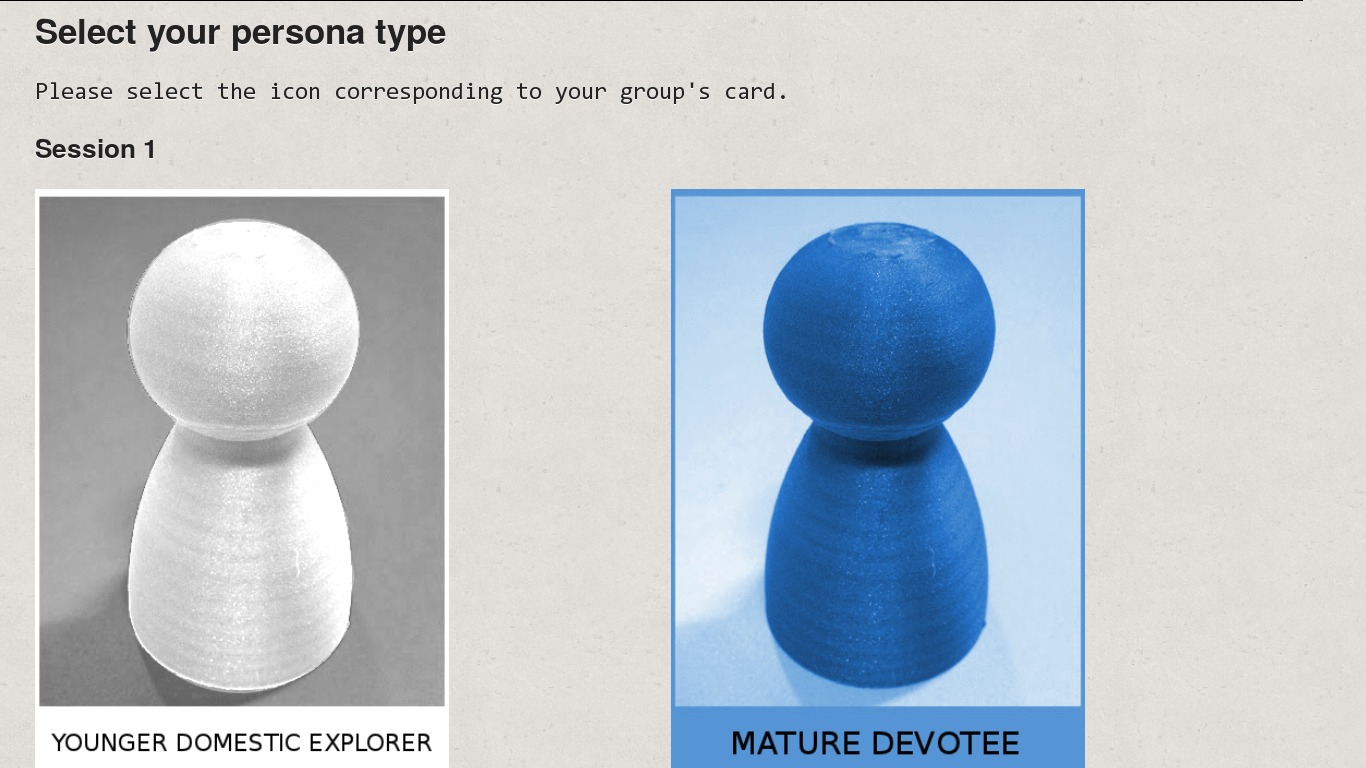 Select your persona type
Please select the icon corresponding to your group's card.
Session 1
YOUNGER DOMESTIC EXPLORER
MATURE DEVOTEE